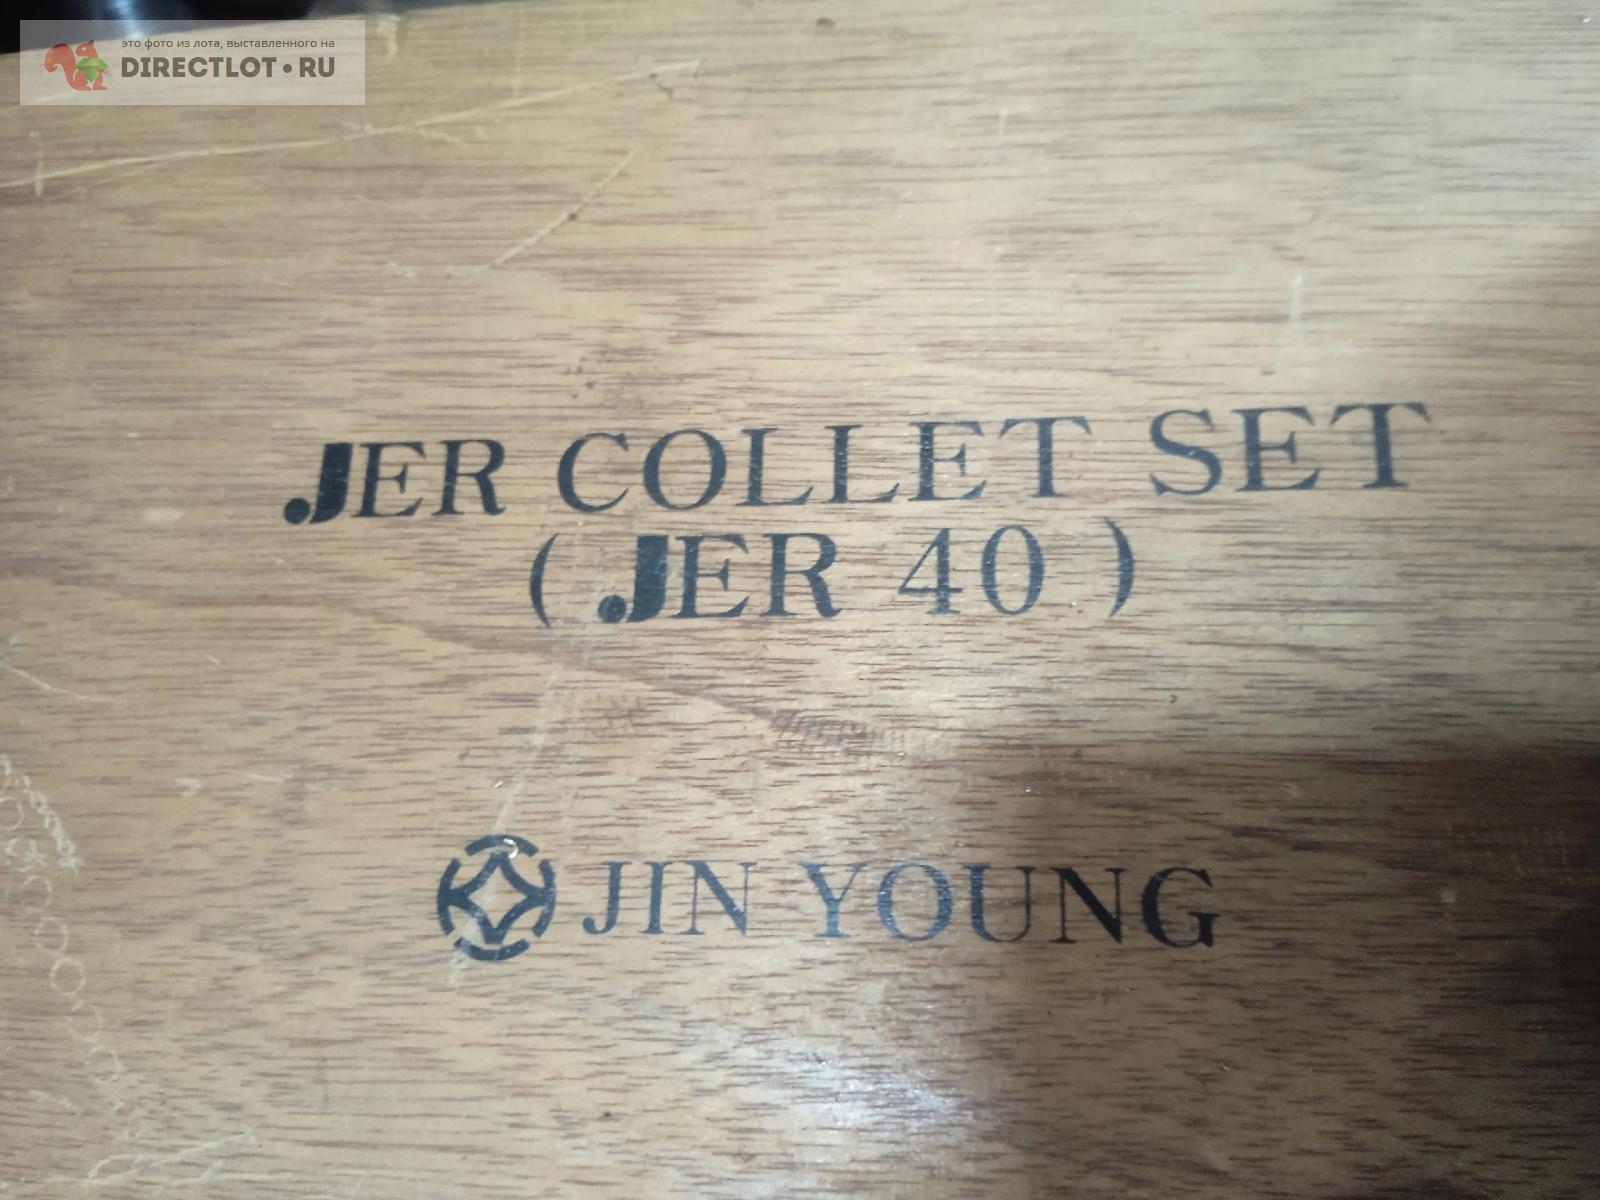 это фото из лота, выставленного на
DIRECTLOT•RU
JER COLLET SET
( JER 40 )
JIN YOUNG